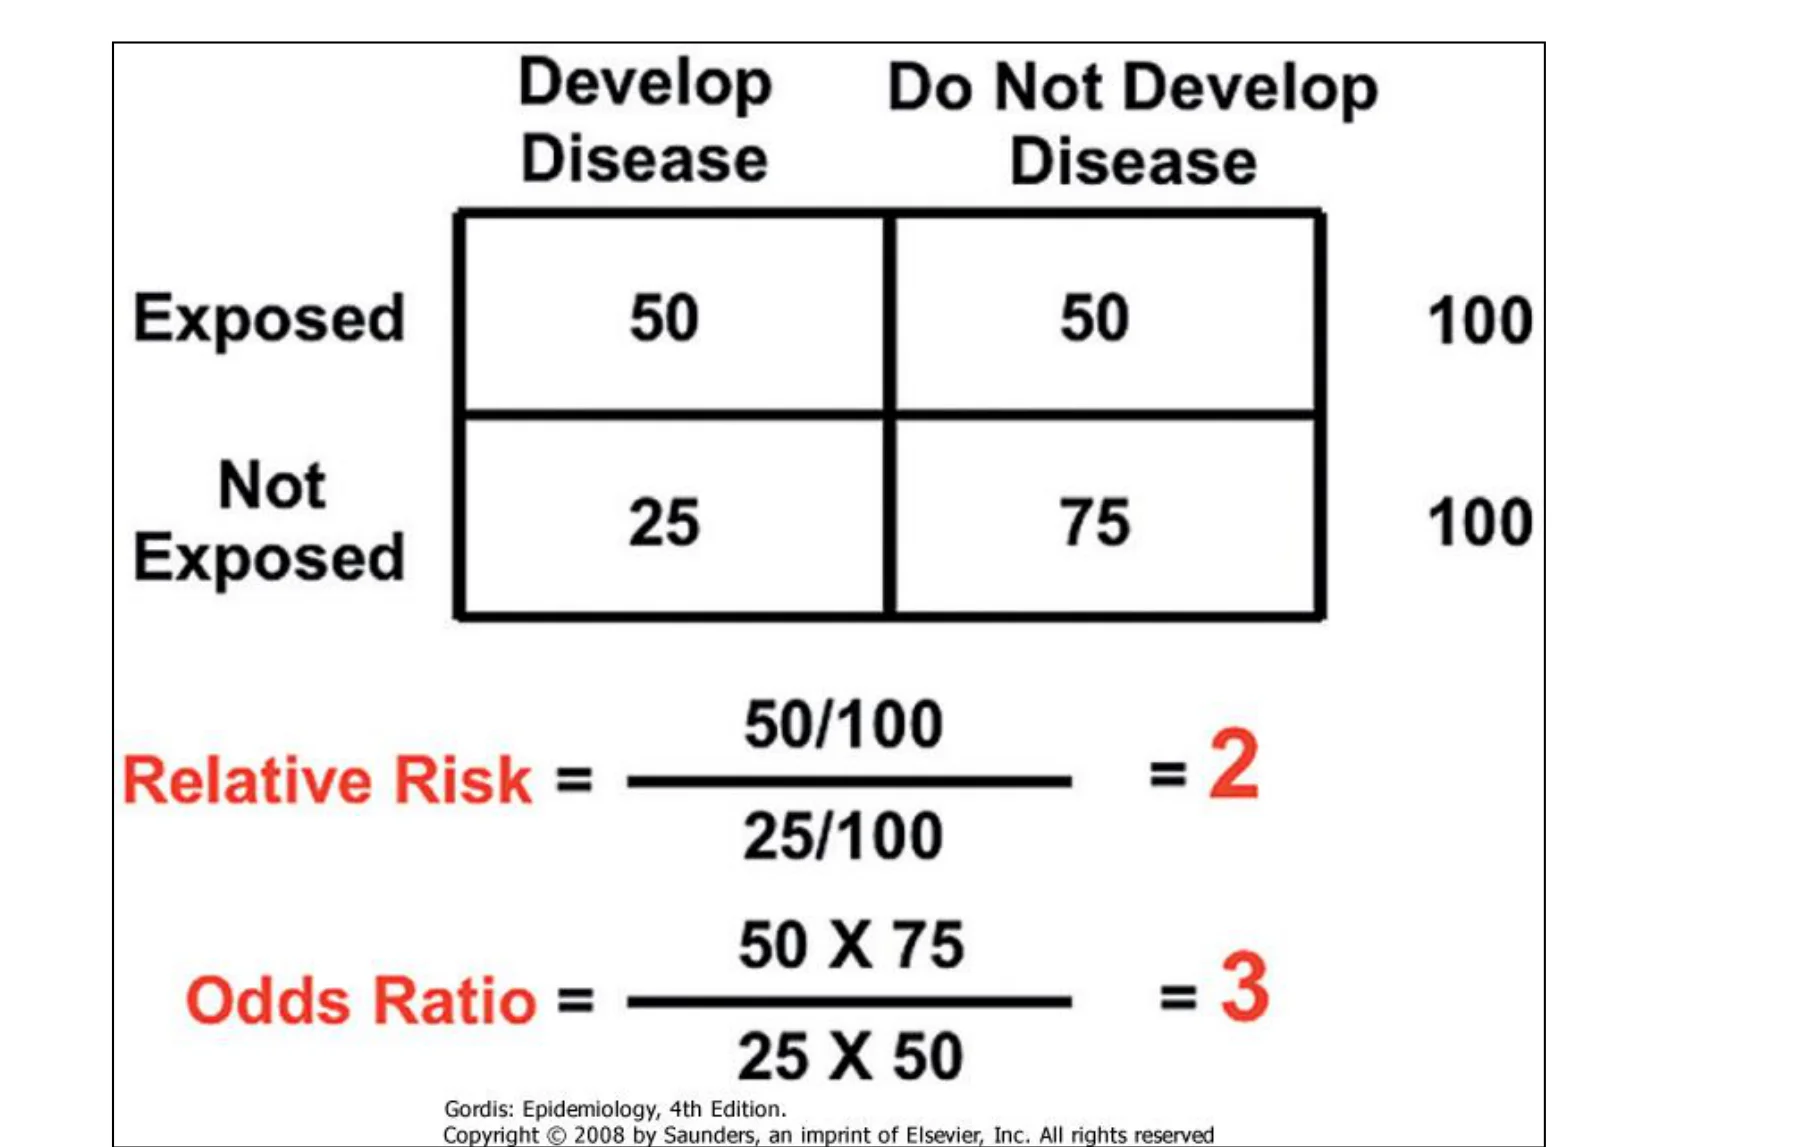 Develop Do Not Develop
Disease Disease
Exposed 50 50 100
Not
Exposed 25 75 100
50/100
Relative Risk = = 2
25/100
50 X 75
Odds Ratio = = 3
25 X 50
Gordis: Epidemiology, 4th Edition.
Copyright © 2008 by Saunders, an imprint of Elsevier, Inc. All rights reserved